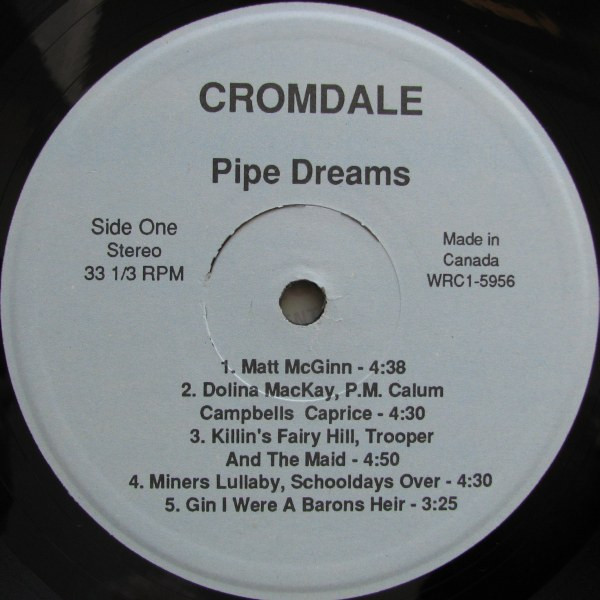 CROMDALE
Pipe Dreams
Side One
Stereo
33 1/3 RPM
Made in
Canada
WRC1-5956
1. Matt McGinn - 4:38
2. Dolina MacKay, P.M. Calum
Campbells Caprice - 4:30
3. Killin's Fairy Hill, Trooper
And The Maid - 4:50
4. Miners Lullaby, Schooldays Over - 4:30
5. Gin I Were A Barons Heir - 3:25